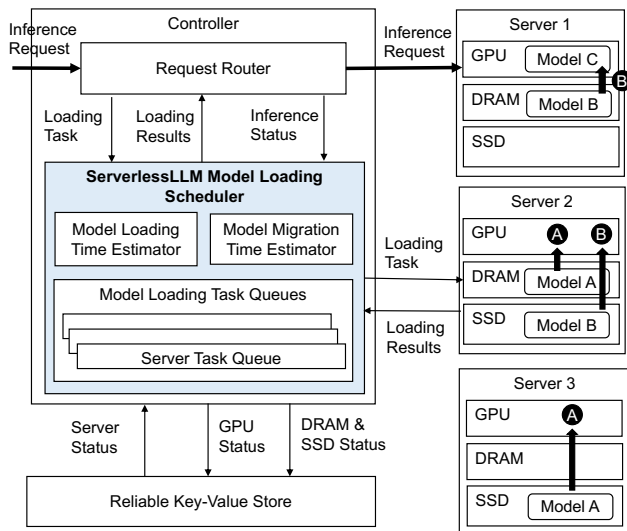 Controller
Inference
Request
Request Router
Inference
Request
Loading
Task
Loading
Results
Inference
Status
ServerlessLLM Model Loading
Scheduler
Model Loading
Time Estimator
Model Migration
Time Estimator
Model Loading Task Queues
Server Task Queue
Loading
Task
Loading
Results
Server
Status
GPU
Status
DRAM &
SSD Status
Reliable Key-Value Store
Server 1
GPU
Model C
B
DRAM
Model B
SSD
Server 2
GPU
A
B
DRAM
Model A
SSD
Model B
Server 3
GPU
A
DRAM
SSD
Model A